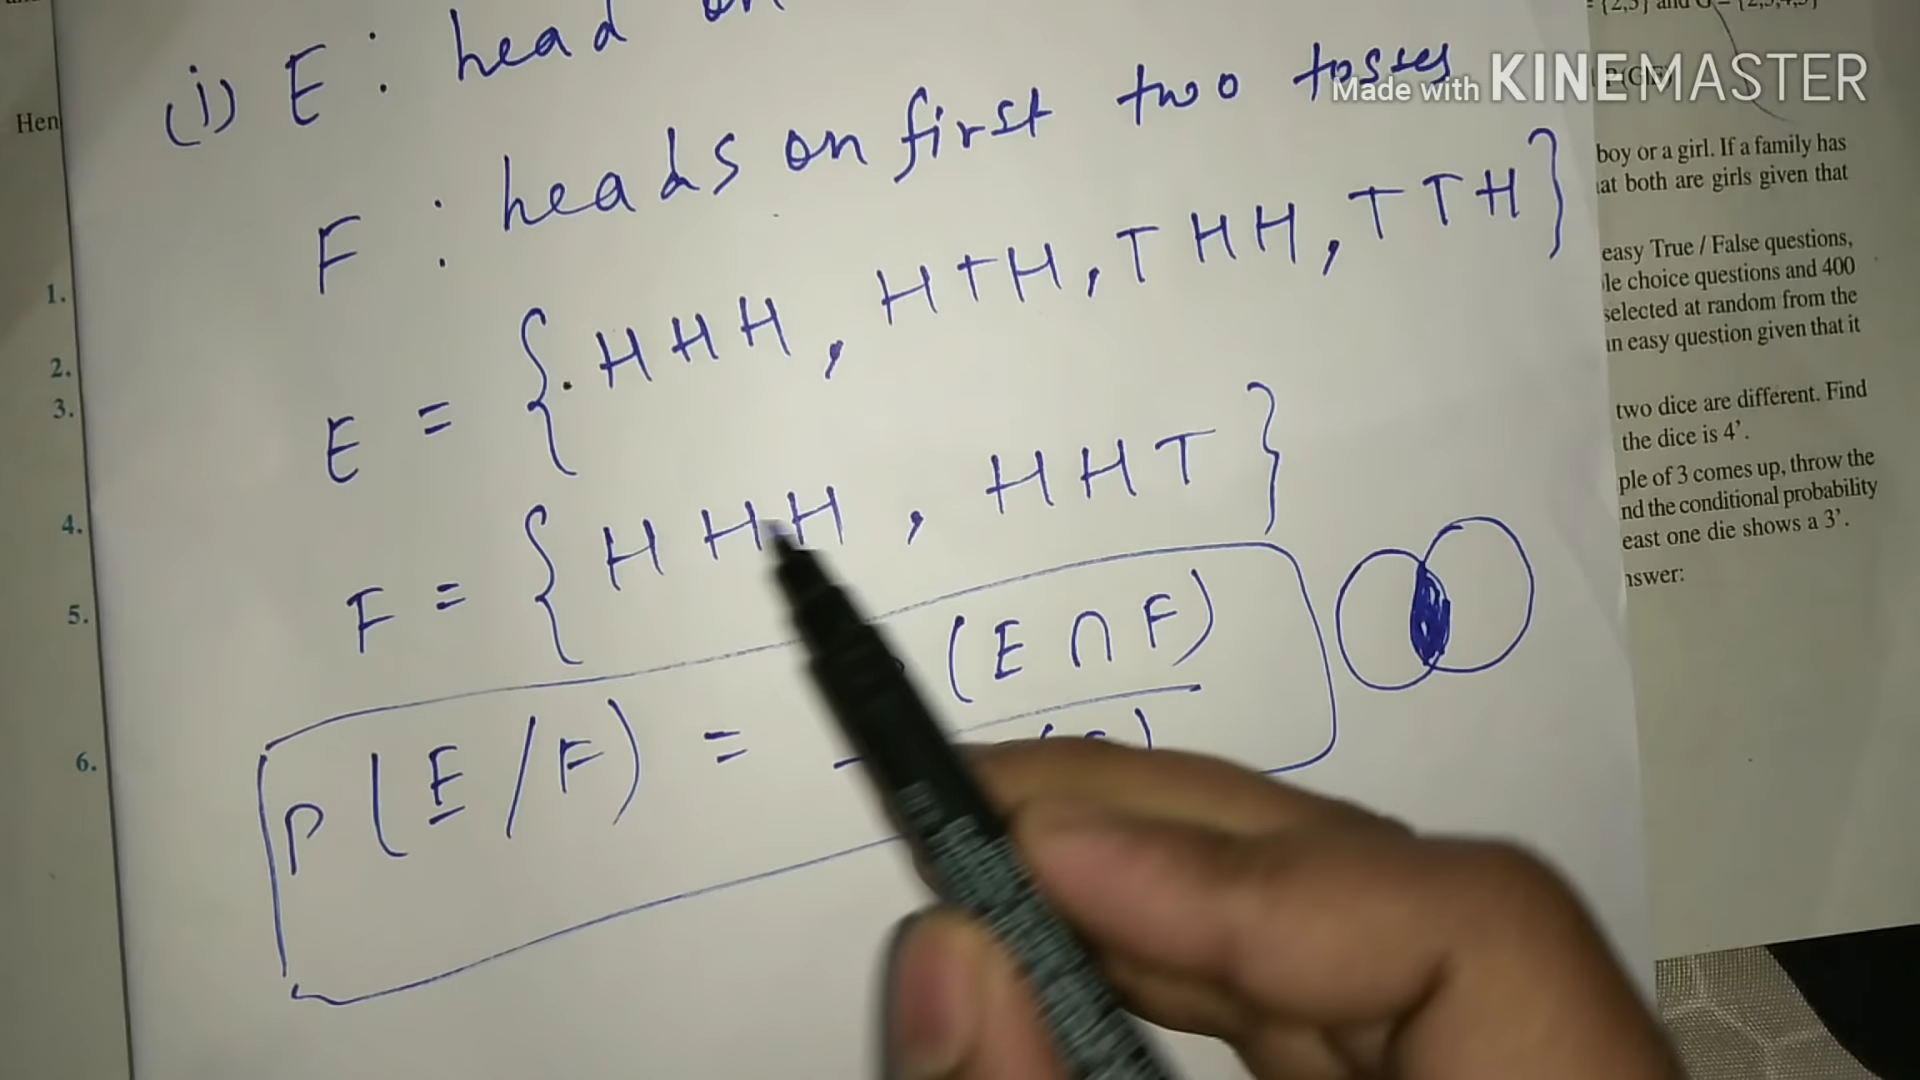 (i) E : head on
F : heads on first two tosses
E = { HHH , HTH , THH , TTH }
F = { HHH , HHT }
P ( E / F ) = (E ∩ F)
Made with KINEMASTER
Hen
1.
2.
3.
4.
5.
6.
boy or a girl. If a family has
at both are girls given that
easy True / False questions,
le choice questions and 400
selected at random from the
n easy question given that it
two dice are different. Find
the dice is 4'.
ple of 3 comes up, throw the
nd the conditional probability
east one die shows a 3'.
nswer: